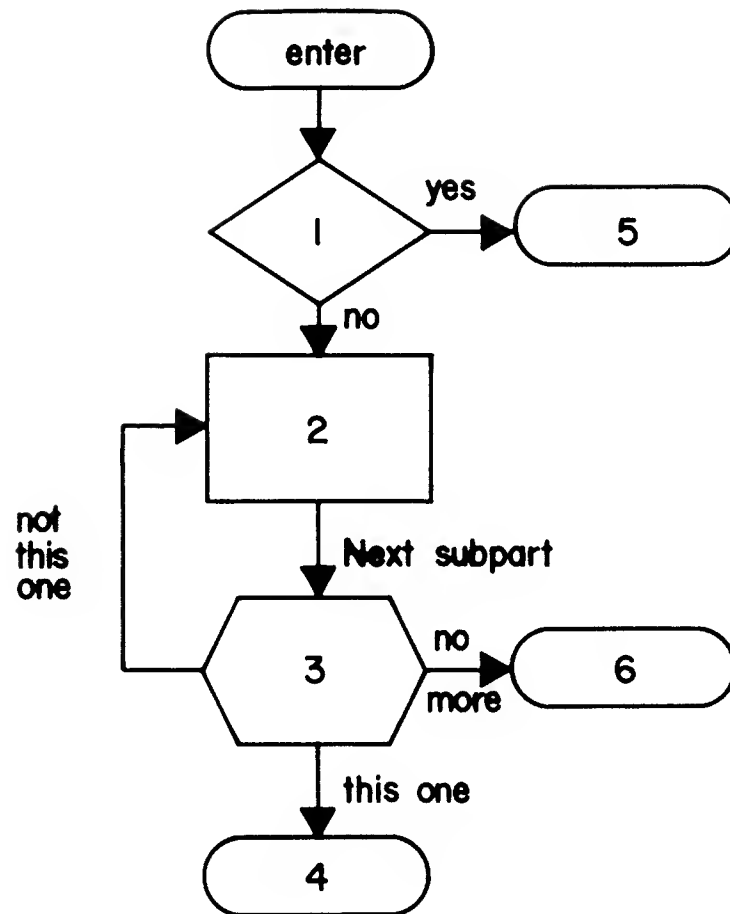 enter
1
yes
5
no
2
not
this
one
Next subpart
3
no
more
6
this one
4